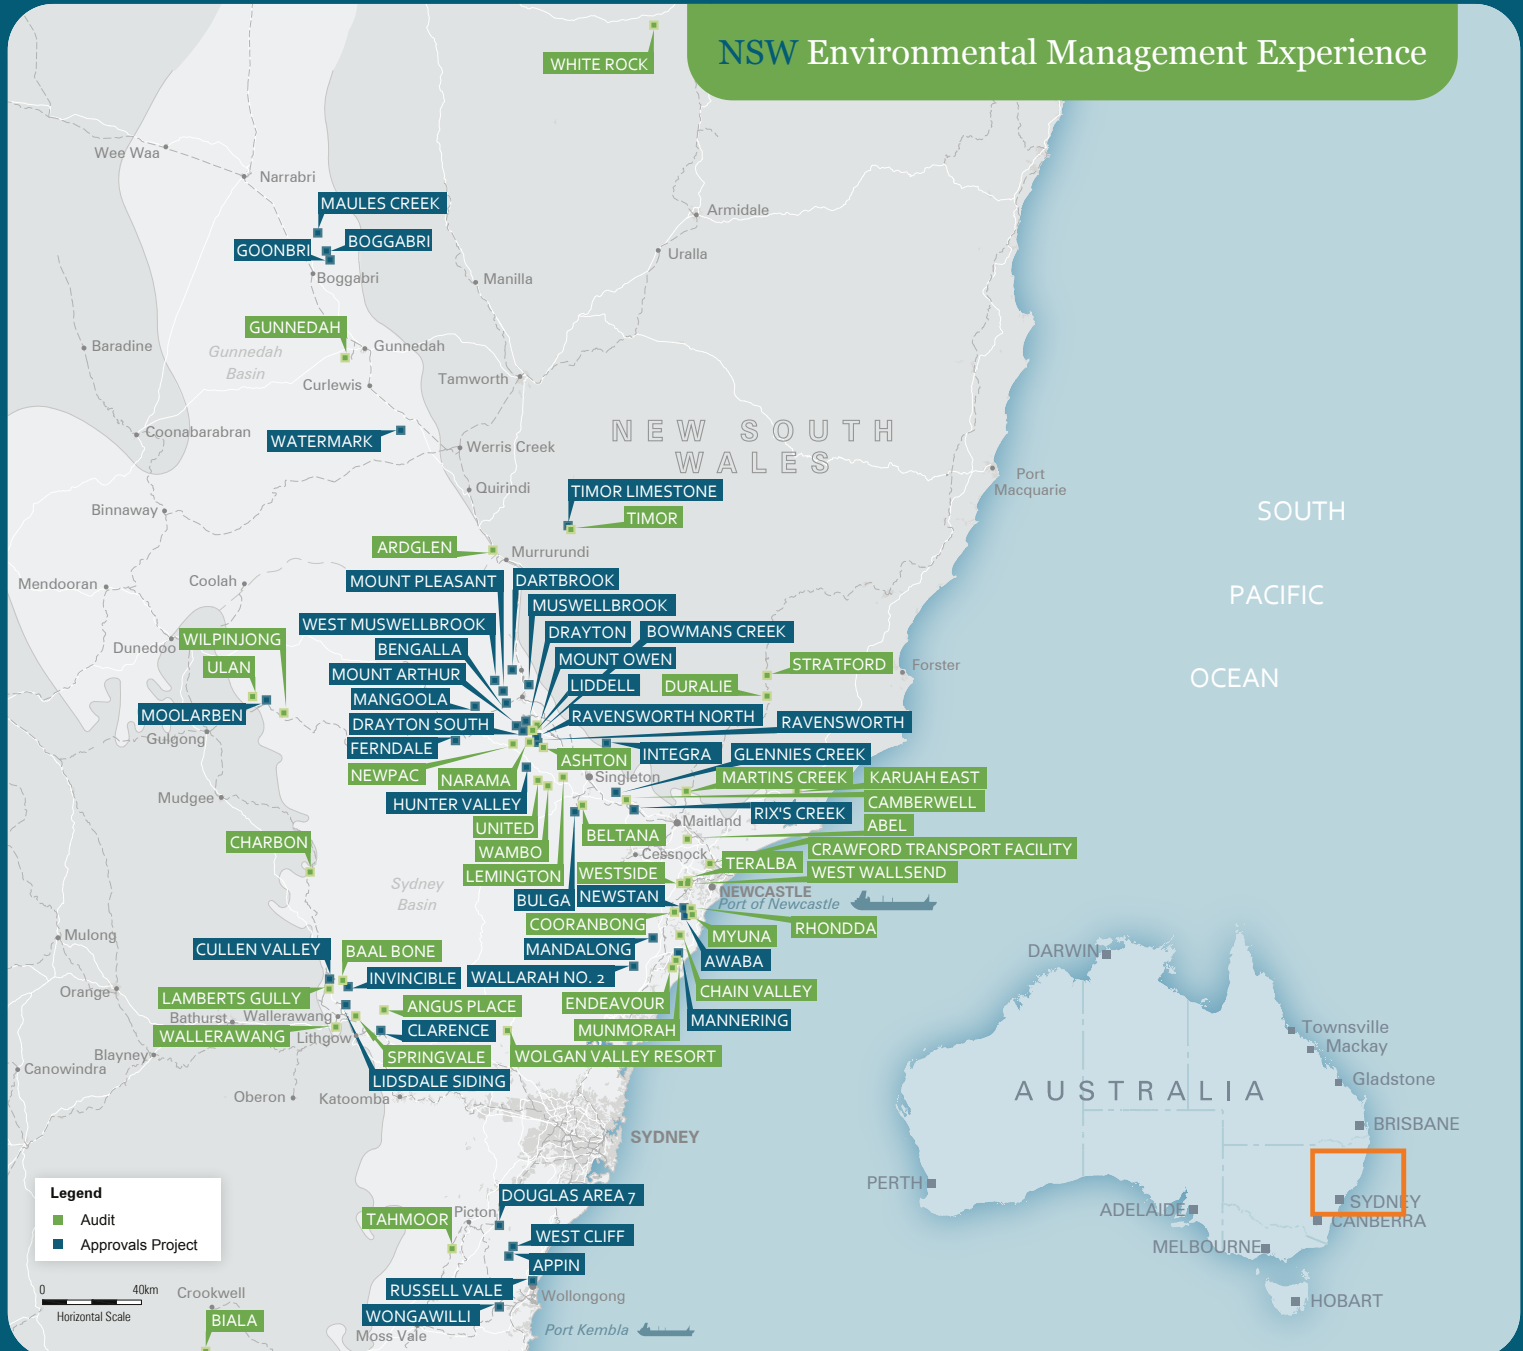 NSW Environmental Management Experience
WHITE ROCK
Wee Waa
Narrabri
MAULES CREEK
Armidale
BOGGABRI
GOONBRI
Uralla
Boggabri
Manilla
GUNNEDAH
Baradine
Gunnedah
Basin
Gunnedah
Curlewis
Tamworth
Coonabarabran
WATERMARK
Werris Creek
NEW SOUTH
WALES
Port
Macquarie
Quirindi
TIMOR LIMESTONE
TIMOR
Binnaway
SOUTH
PACIFIC
OCEAN
ARDGLEN
Murrurundi
Mendooran
Coolah
MOUNT PLEASANT
DARTBROOK
MUSWELLBROOK
WEST MUSWELLBROOK
DRAYTON
BOWMANS CREEK
WILPINJONG
Dunedoo
BENGALLA
MOUNT OWEN
STRATFORD
Forster
ULAN
MOUNT ARTHUR
LIDDELL
DURALIE
MANGOOLA
MOOLARBEN
RAVENSWORTH NORTH
RAVENSWORTH
DRAYTON SOUTH
Gulgong
FERNDALE
INTEGRA
GLENNIES CREEK
ASHTON
NEWPAC
NARAMA
Singleton
MARTINS CREEK
KARUAH EAST
Mudgee
HUNTER VALLEY
CAMBERWELL
RIX'S CREEK
Maitland
ABEL
UNITED
BELTANA
CHARBON
WAMBO
Cessnock
CRAWFORD TRANSPORT FACILITY
TERALBA
LEMINGTON
WESTSIDE
WEST WALLSEND
Sydney
Basin
BULGA
NEWSTAN
NEWCASTLE
Port of Newcastle
COORANBONG
RHONDDA
MYUNA
Mulong
CULLEN VALLEY
BAAL BONE
MANDALONG
AWABA
DARWIN
INVINCIBLE
WALLARAH NO. 2
Orange
LAMBERTS GULLY
ANGUS PLACE
ENDEAVOUR
CHAIN VALLEY
Bathurst
Wallerawang
WALLERAWANG
Lithgow
CLARENCE
MUNMORAH
MANNERING
Townsville
Mackay
Blayney
SPRINGVALE
WOLGAN VALLEY RESORT
Canowindra
LIDSDALE SIDING
Gladstone
AUSTRALIA
Oberon
Katoomba
BRISBANE
SYDNEY
PERTH
Legend
Audit
Approvals Project
DOUGLAS AREA 7
SYDNEY
ADELAIDE
CANBERRA
TAHMOOR
Picton
WEST CLIFF
MELBOURNE
APPIN
0 40km
Horizontal Scale
Crookwell
RUSSELL VALE
Wollongong
HOBART
WONGAWILLI
BIALA
Moss Vale
Port Kembla